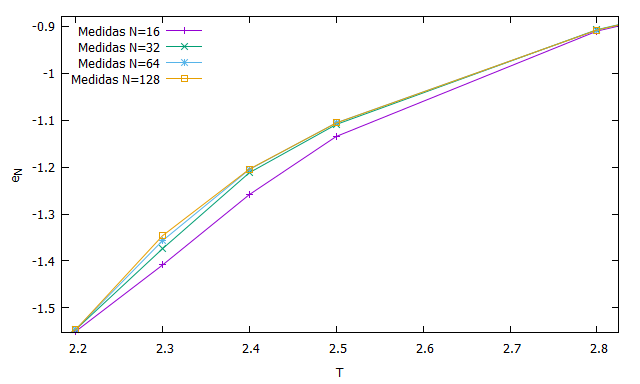 Medidas N=16
Medidas N=32
Medidas N=64
Medidas N=128
-0.9
-1
-1.1
-1.2
-1.3
-1.4
-1.5
eN
2.2 2.3 2.4 2.5 2.6 2.7 2.8
T